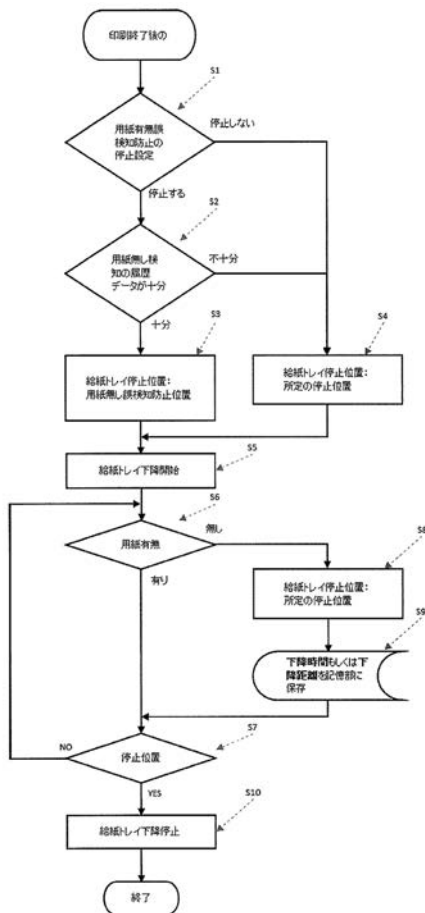 印刷終了後の
S1
用紙有無誤
検知防止の
停止設定
停止しない
停止する
S2
用紙無し検
知の履歴
データが十分
不十分
十分
S3
S4
給紙トレイ停止位置:
用紙無し誤検知防止位置
給紙トレイ停止位置:
所定の停止位置
S5
給紙トレイ下降開始
S6
用紙有無
無し
有り
S8
給紙トレイ停止位置:
所定の停止位置
S9
下降時間もしくは下
降距離を記憶部に
保存
S7
NO
停止位置
YES
S10
給紙トレイ下降停止
終了